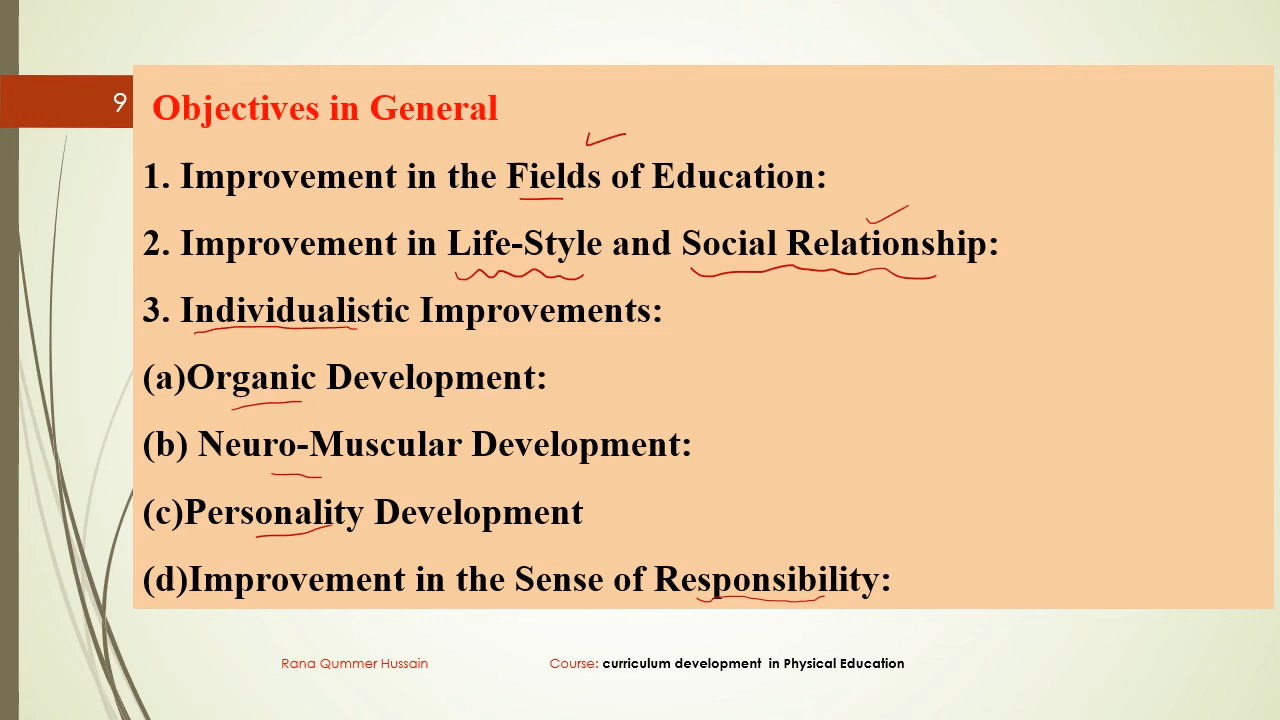 9
Objectives in General
1. Improvement in the Fields of Education:
2. Improvement in Life-Style and Social Relationship:
3. Individualistic Improvements:
(a)Organic Development:
(b) Neuro-Muscular Development:
(c)Personality Development
(d)Improvement in the Sense of Responsibility:
Rana Qummer Hussain
Course: curriculum development in Physical Education